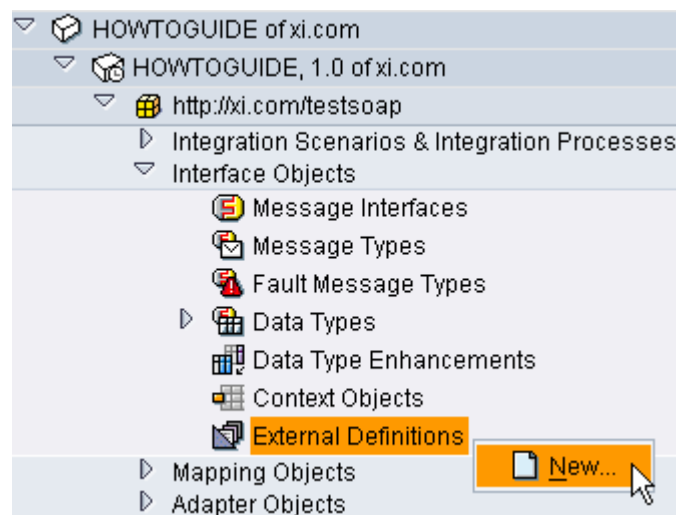 HOWTOGUIDE of xi.com
HOWTOGUIDE, 1.0 of xi.com
http://xi.com/testsoap
Integration Scenarios & Integration Processes
Interface Objects
Message Interfaces
Message Types
Fault Message Types
Data Types
Data Type Enhancements
Context Objects
External Definitions
New...
Mapping Objects
Adapter Objects